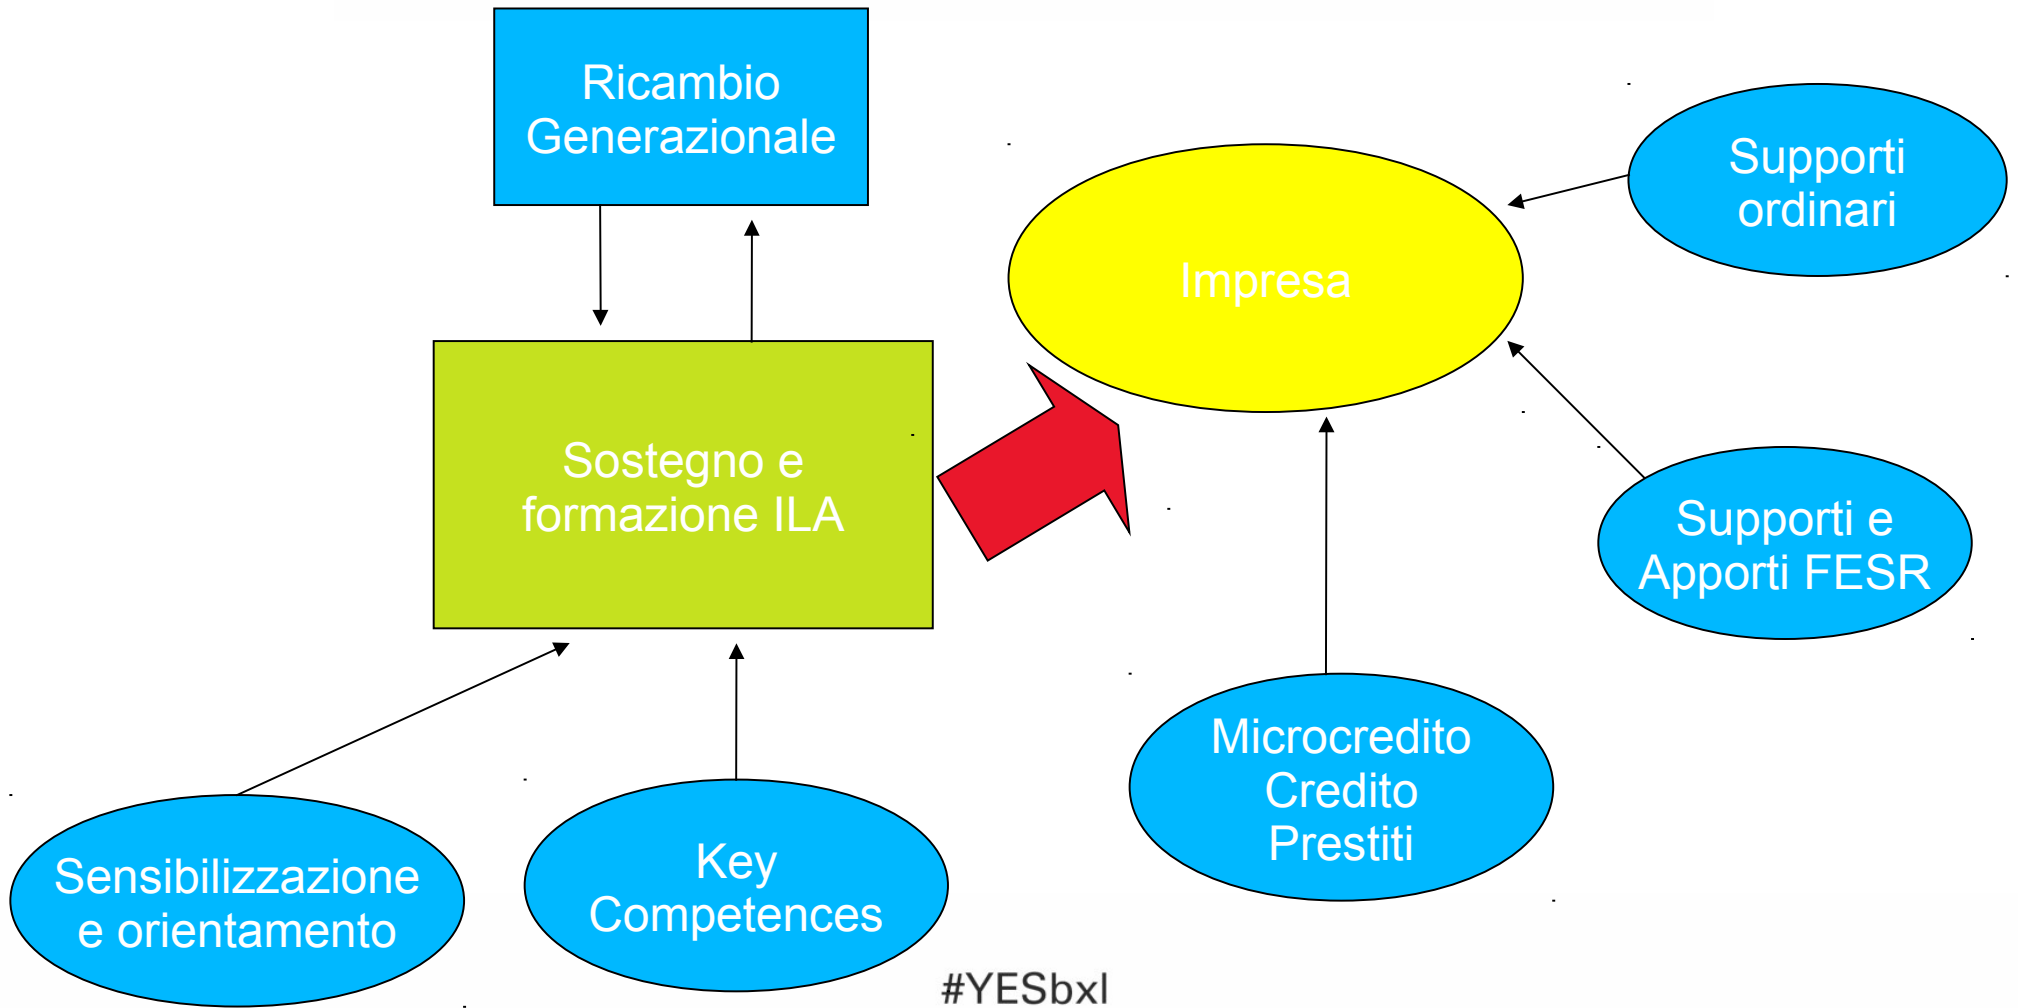 Ricambio
Generazionale
Supporti
ordinari
Impresa
Sostegno e
formazione ILA
Supporti e
Apporti FESR
Microcredito
Credito
Prestiti
Sensibilizzazione
e orientamento
Key
Competences
#YESbxl